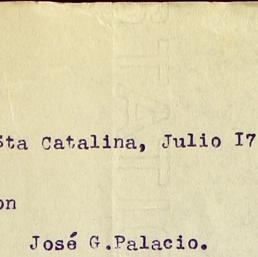 Sta Catalina, Julio I7
on
José G.Palacio.